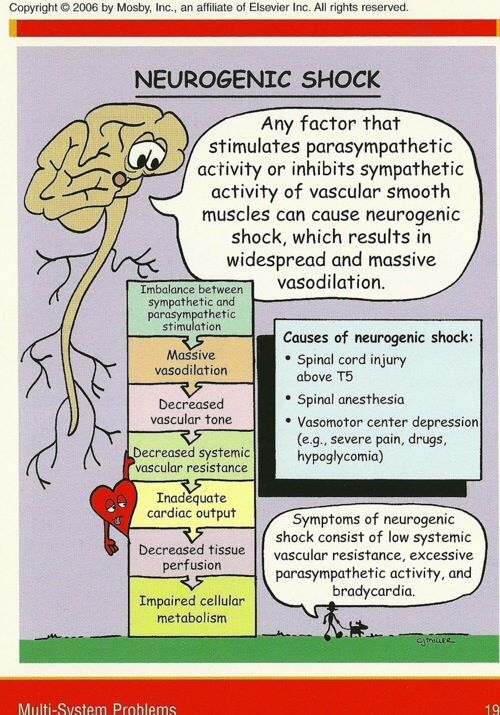 Copyright © 2006 by Mosby, Inc., an affiliate of Elsevier Inc. All rights reserved.
NEUROGENIC SHOCK
Any factor that
stimulates parasympathetic
activity or inhibits sympathetic
activity of vascular smooth
muscles can cause neurogenic
shock, which results in
widespread and massive
vasodilation.
Imbalance between
sympathetic and
parasympathetic
stimulation
Massive
vasodilation
Decreased
vascular tone
Decreased systemic
vascular resistance
Inadequate
cardiac output
Decreased tissue
perfusion
Impaired cellular
metabolism
Causes of neurogenic shock:
• Spinal cord injury
above T5
• Spinal anesthesia
• Vasomotor center depression
(e.g., severe pain, drugs,
hypoglycomia)
Symptoms of neurogenic
shock consist of low systemic
vascular resistance, excessive
parasympathetic activity, and
bradycardia.
CJMILLER
Multi-System Problems
19